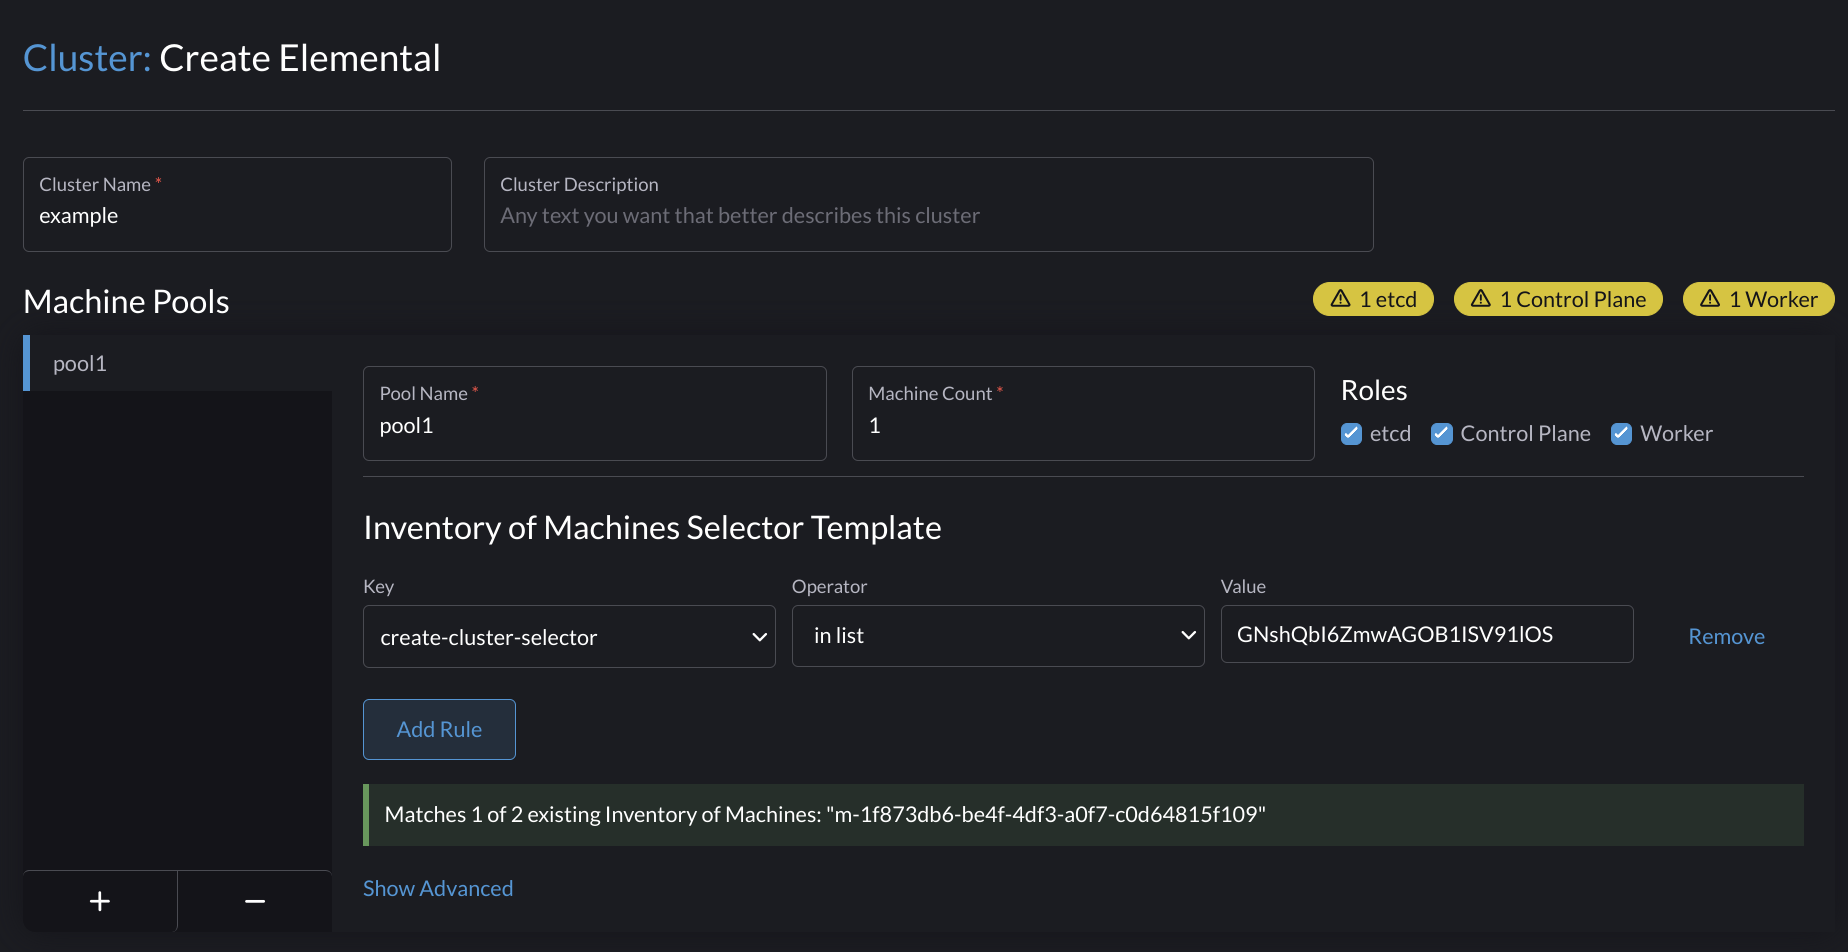 Cluster: Create Elemental
Cluster Name *
example
Cluster Description
Any text you want that better describes this cluster
Machine Pools
1 etcd
1 Control Plane
1 Worker
pool1
Pool Name *
pool1
Machine Count *
1
Roles
etcd
Control Plane
Worker
Inventory of Machines Selector Template
Key
create-cluster-selector
Operator
in list
Value
GNshQbI6ZmwAGOB1ISV91lOS
Remove
Add Rule
Matches 1 of 2 existing Inventory of Machines: "m-1f873db6-be4f-4df3-a0f7-c0d64815f109"
Show Advanced